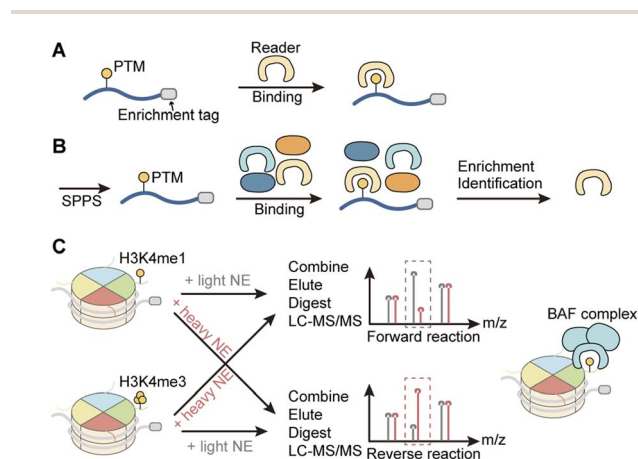 A
PTM
Reader
Binding
Enrichment tag
B
SPPS
PTM
Binding
Enrichment
Identification
C
H3K4me1
+ light NE
+ heavy NE
Combine
Elute
Digest
LC-MS/MS
m/z
Forward reaction
BAF complex
H3K4me3
+ heavy NE
+ light NE
Combine
Elute
Digest
LC-MS/MS
m/z
Reverse reaction